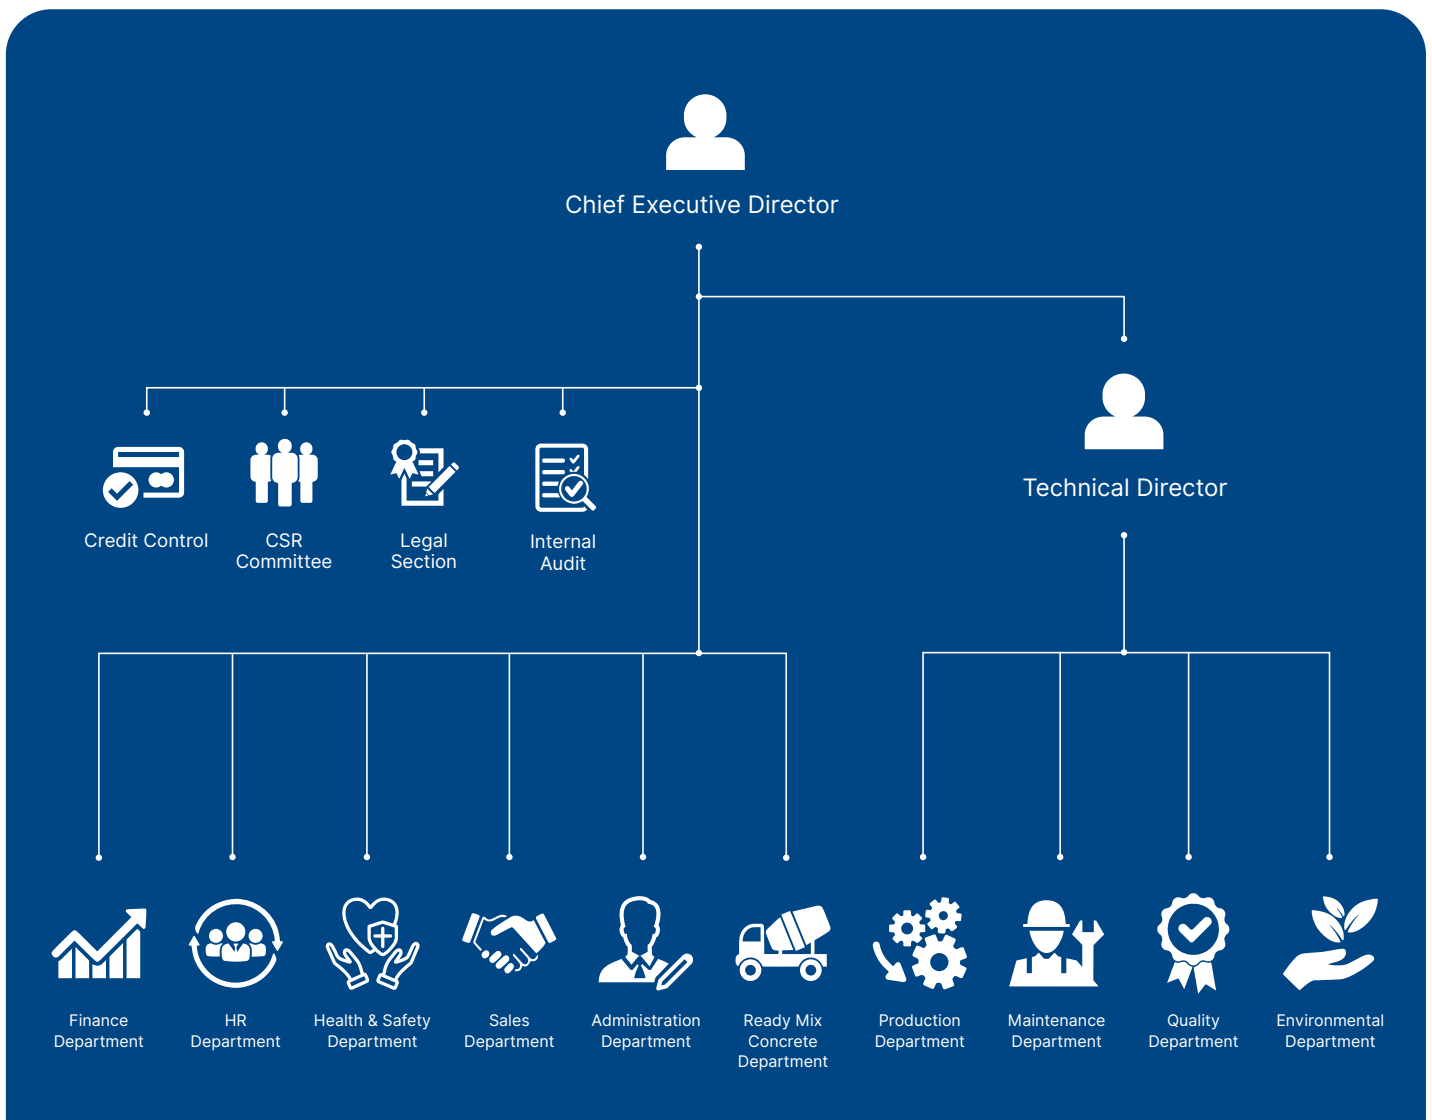 Chief Executive Director
Technical Director
Credit Control
CSR
Committee
Legal
Section
Internal
Audit
Finance
Department
HR
Department
Health & Safety
Department
Sales
Department
Administration
Department
Ready Mix
Concrete
Department
Production
Department
Maintenance
Department
Quality
Department
Environmental
Department